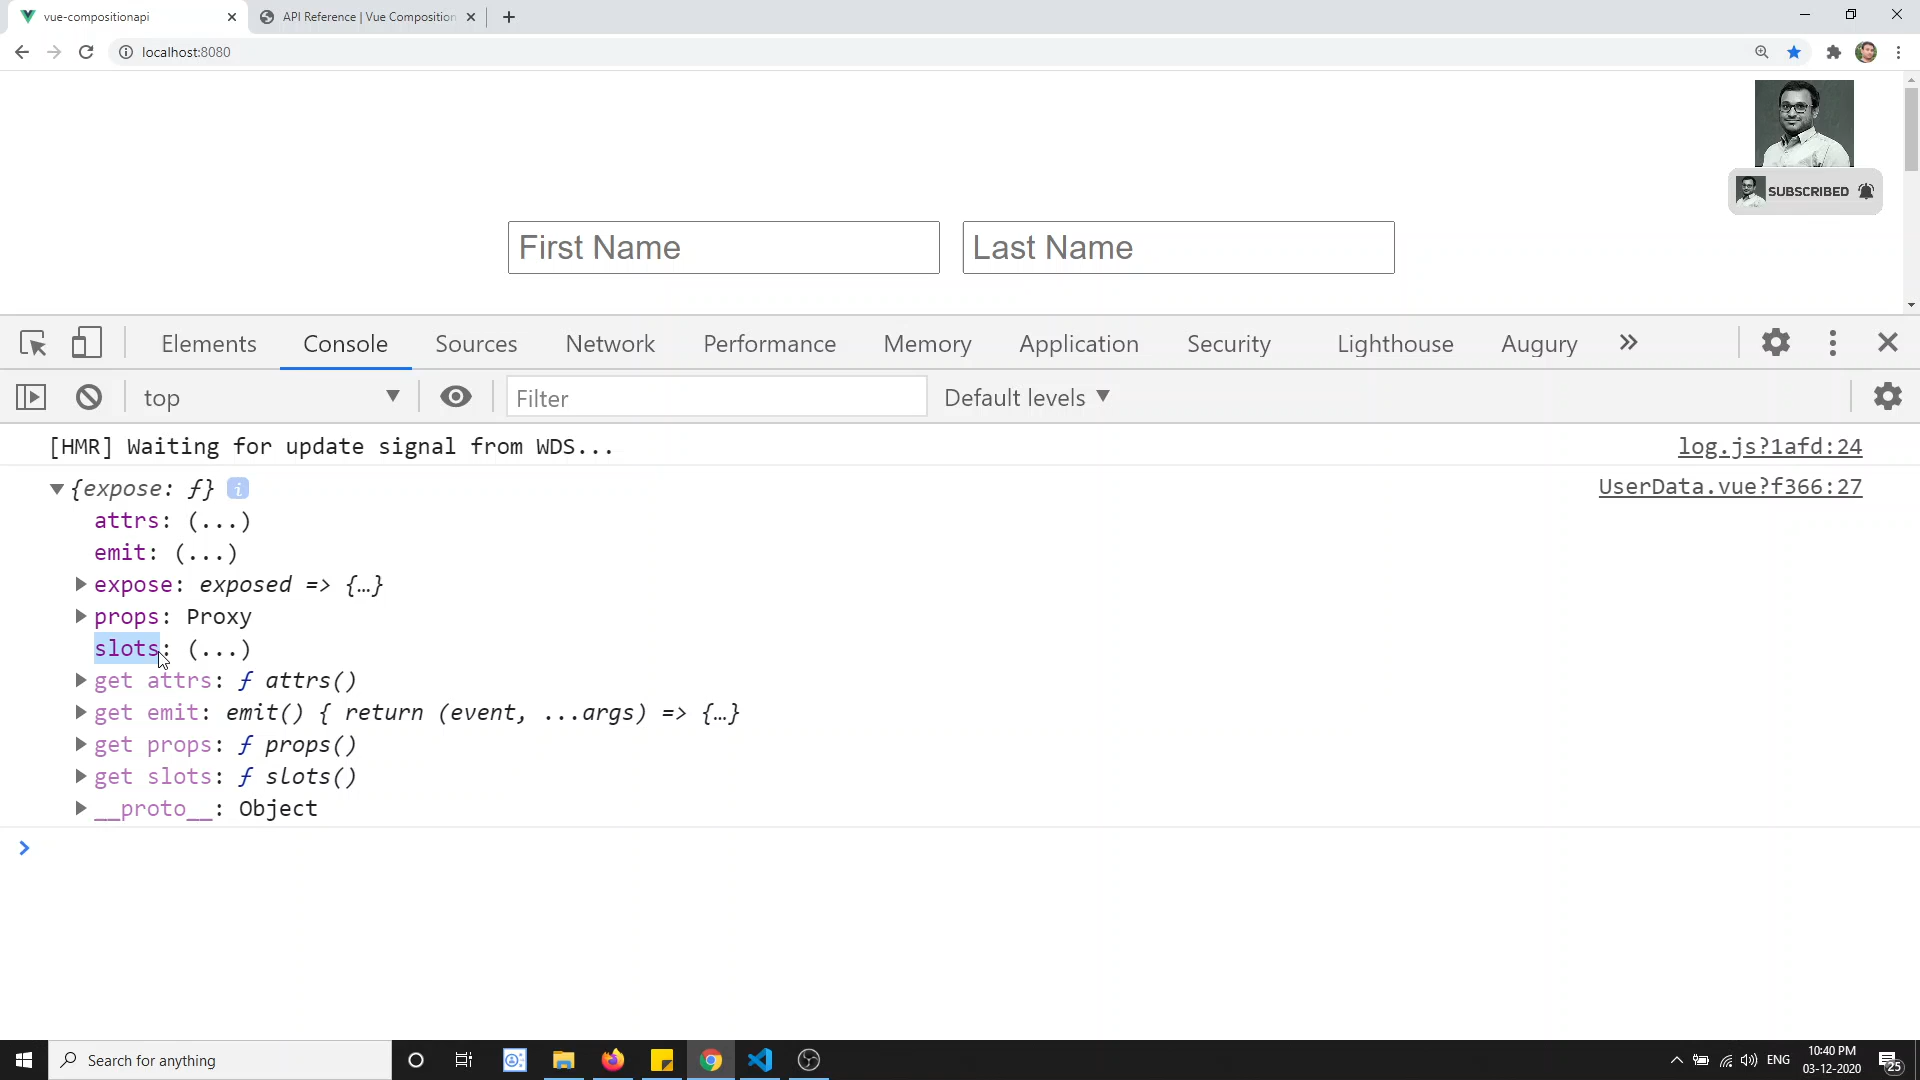 vue-compositionapi
API Reference | Vue Composition
localhost:8080
SUBSCRIBED
First Name
Last Name
Elements
Console
Sources
Network
Performance
Memory
Application
Security
Lighthouse
Augury
top
Filter
Default levels
[HMR] Waiting for update signal from WDS...
log.js?1afd:24
{expose: ƒ} i
UserData.vue?f366:27
attrs: (...)
emit: (...)
expose: exposed => {…}
props: Proxy
slots: (...)
get attrs: ƒ attrs()
get emit: emit() { return (event, ...args) => {…}
get props: ƒ props()
get slots: ƒ slots()
__proto__: Object
Search for anything
ENG
10:40 PM
03-12-2020
25